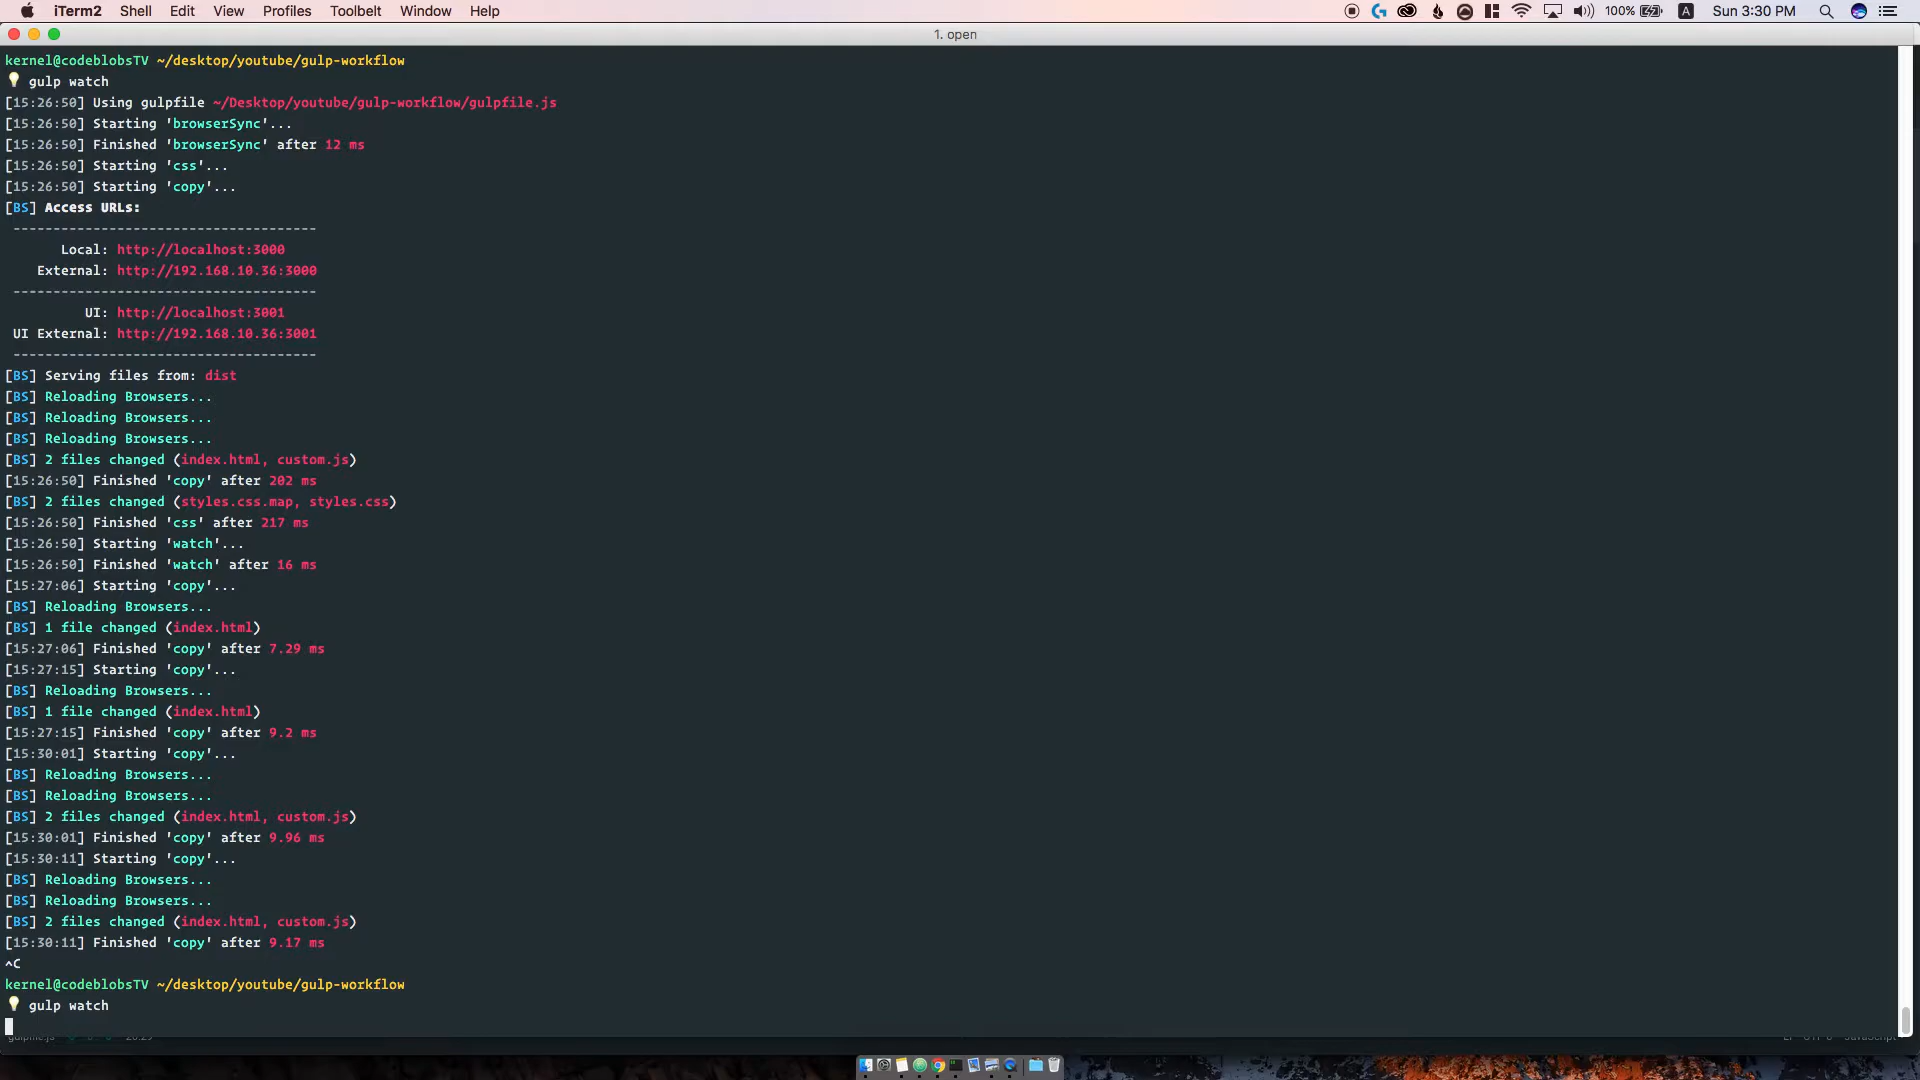 iTerm2 Shell Edit View Profiles Toolbelt Window Help 100% A Sun 3:30 PM
1. open
kernel@codeblobsTV ~/desktop/youtube/gulp-workflow
gulp watch
[15:26:50] Using gulpfile ~/Desktop/youtube/gulp-workflow/gulpfile.js
[15:26:50] Starting 'browserSync'...
[15:26:50] Finished 'browserSync' after 12 ms
[15:26:50] Starting 'css'...
[15:26:50] Starting 'copy'...
[BS] Access URLs:
--------------------------------------
Local: http://localhost:3000
External: http://192.168.10.36:3000
--------------------------------------
UI: http://localhost:3001
UI External: http://192.168.10.36:3001
--------------------------------------
[BS] Serving files from: dist
[BS] Reloading Browsers...
[BS] Reloading Browsers...
[BS] Reloading Browsers...
[BS] 2 files changed (index.html, custom.js)
[15:26:50] Finished 'copy' after 202 ms
[BS] 2 files changed (styles.css.map, styles.css)
[15:26:50] Finished 'css' after 217 ms
[15:26:50] Starting 'watch'...
[15:26:50] Finished 'watch' after 16 ms
[15:27:06] Starting 'copy'...
[BS] Reloading Browsers...
[BS] 1 file changed (index.html)
[15:27:06] Finished 'copy' after 7.29 ms
[15:27:15] Starting 'copy'...
[BS] Reloading Browsers...
[BS] 1 file changed (index.html)
[15:27:15] Finished 'copy' after 9.2 ms
[15:30:01] Starting 'copy'...
[BS] Reloading Browsers...
[BS] Reloading Browsers...
[BS] 2 files changed (index.html, custom.js)
[15:30:01] Finished 'copy' after 9.96 ms
[15:30:11] Starting 'copy'...
[BS] Reloading Browsers...
[BS] Reloading Browsers...
[BS] 2 files changed (index.html, custom.js)
[15:30:11] Finished 'copy' after 9.17 ms
^C
kernel@codeblobsTV ~/desktop/youtube/gulp-workflow
gulp watch